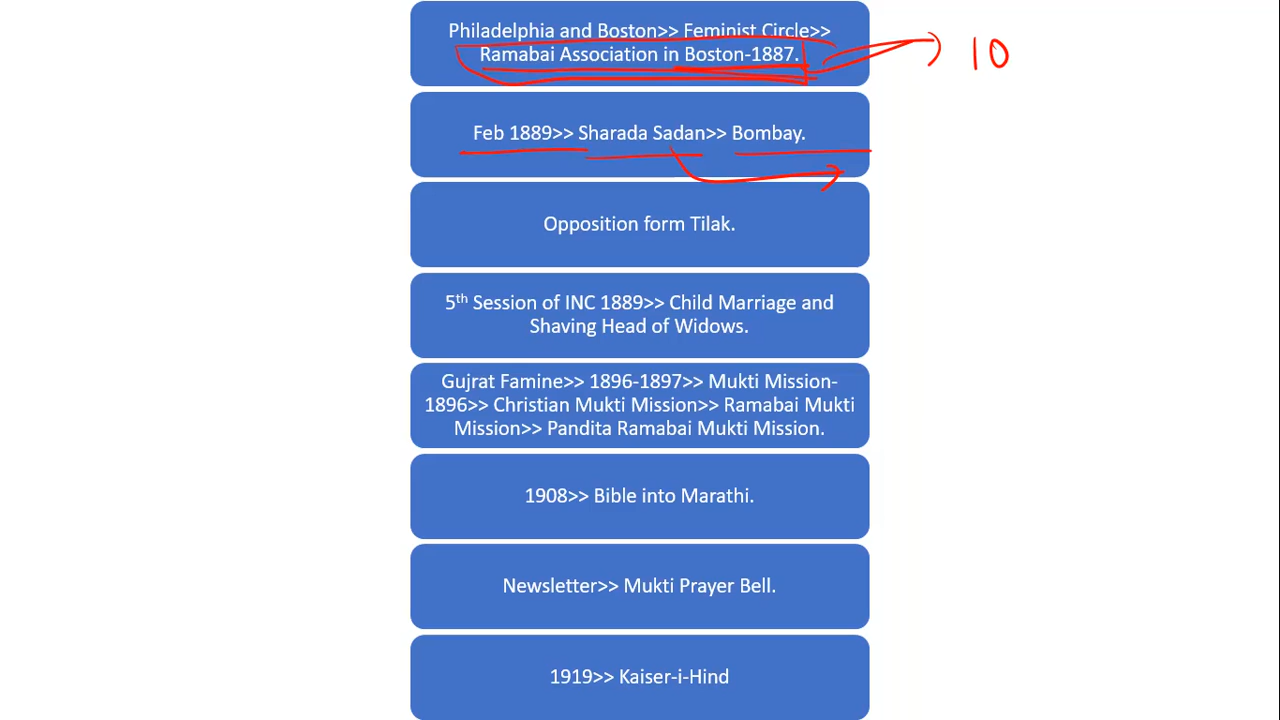 Philadelphia and Boston>> Feminist Circle>>
Ramabai Association in Boston-1887.
10
Feb 1889>> Sharada Sadan>> Bombay.
Opposition form Tilak.
5th Session of INC 1889>> Child Marriage and
Shaving Head of Widows.
Gujrat Famine>> 1896-1897>> Mukti Mission-
1896>> Christian Mukti Mission>> Ramabai Mukti
Mission>> Pandita Ramabai Mukti Mission.
1908>> Bible into Marathi.
Newsletter>> Mukti Prayer Bell.
1919>> Kaiser-i-Hind